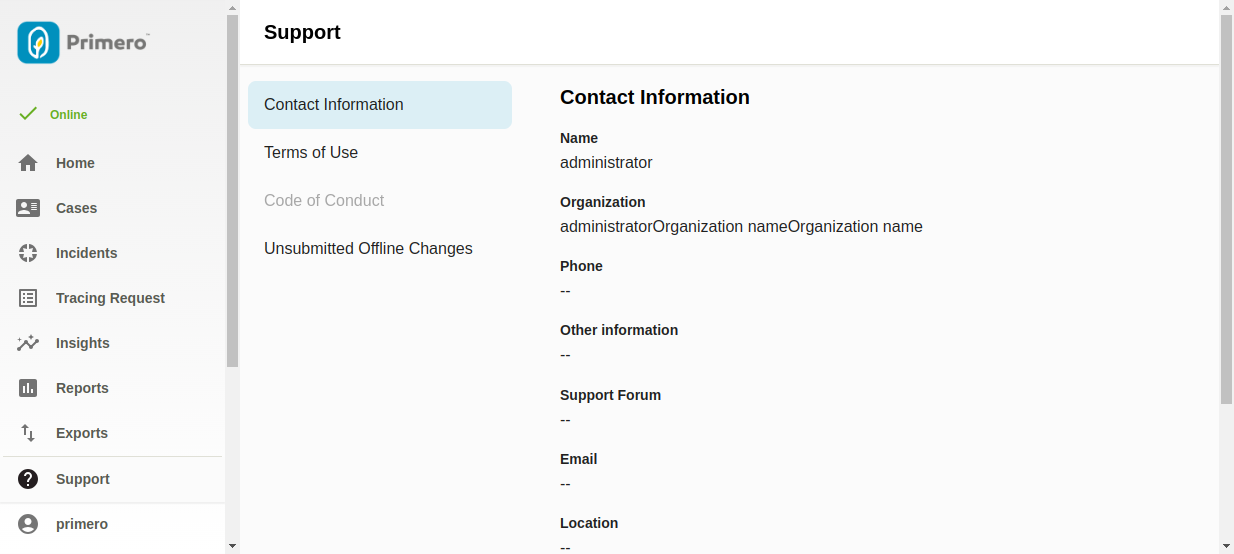 Primero™
Online
Home
Cases
Incidents
Tracing Request
Insights
Reports
Exports
Support
primero
Support
Contact Information
Terms of Use
Code of Conduct
Unsubmitted Offline Changes
Contact Information
Name
administrator
Organization
administratorOrganization nameOrganization name
Phone
--
Other information
--
Support Forum
--
Email
--
Location
--